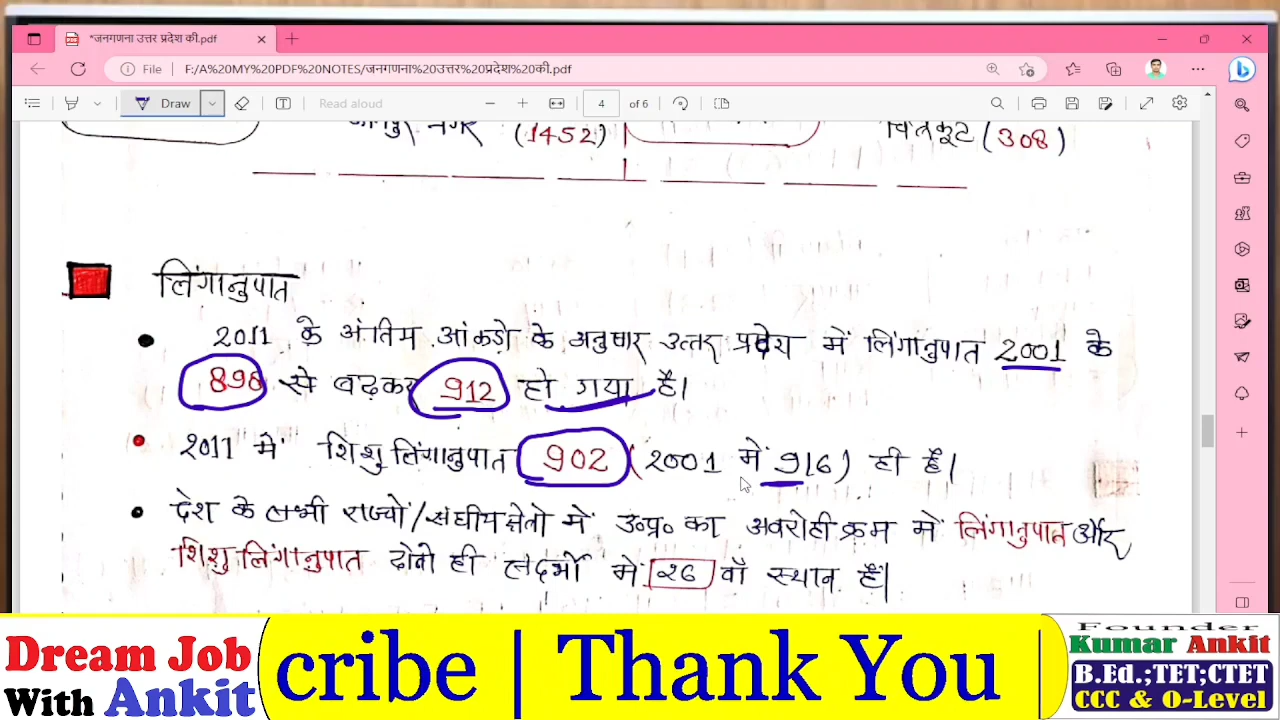 *जनगणना उत्तर प्रदेश की.pdf
File F:/A%20MY%20PDF%20NOTES/जनगणना%20उत्तर%20प्रदेश%20की.pdf
Draw Read aloud 4 of 6
नगर (1452) चित्रकूट (308)
लिंगानुपात
2011 के अंतिम आंकड़ो के अनुसार उत्तर प्रदेश में लिंगानुपात 2001 के
898 से बढ़कर 912 हो गया है।
2011 में शिशु लिंगानुपात 902 (2001 में 916) ही है।
देश के सभी राज्यों/संघीय क्षेत्रो में उ०प्र० का अवरोही क्रम में लिंगानुपात और
शिशु लिंगानुपात दोनो ही संदर्भो में २6 वाँ स्थान हैं।
Dream Job
With Ankit
cribe | Thank You
Founder
Kumar Ankit
B.Ed.;TET;CTET
CCC & O-Level